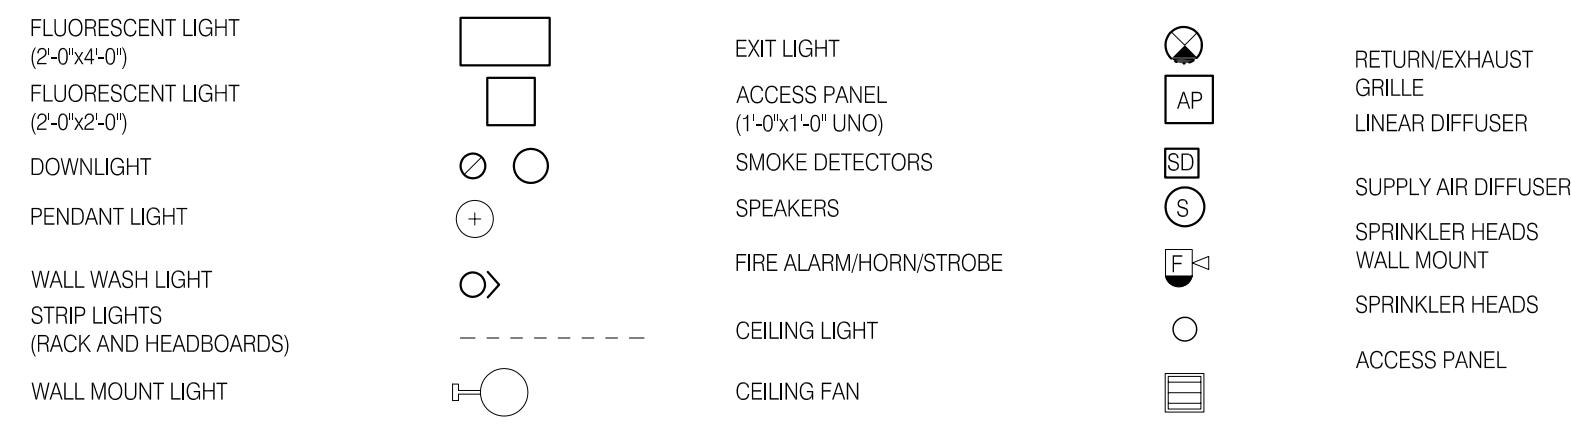 FLUORESCENT LIGHT
(2'-0"x4'-0")
FLUORESCENT LIGHT
(2'-0"x2'-0")
DOWNLIGHT
PENDANT LIGHT
WALL WASH LIGHT
STRIP LIGHTS
(RACK AND HEADBOARDS)
WALL MOUNT LIGHT
EXIT LIGHT
ACCESS PANEL
(1'-0"x1'-0" UNO)
AP
SMOKE DETECTORS
SD
SPEAKERS
S
FIRE ALARM/HORN/STROBE
F
CEILING LIGHT
CEILING FAN
RETURN/EXHAUST
GRILLE
LINEAR DIFFUSER
SUPPLY AIR DIFFUSER
SPRINKLER HEADS
WALL MOUNT
SPRINKLER HEADS
ACCESS PANEL